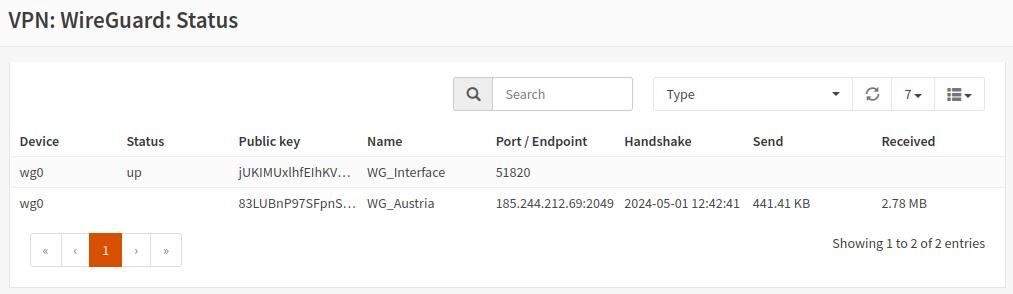 VPN: WireGuard: Status
Search Type 7
Device Status Public key Name Port / Endpoint Handshake Send Received
wg0 up jUKIMUxlhfEIhKV… WG_Interface 51820
wg0 83LUBnP97SFpnS… WG_Austria 185.244.212.69:2049 2024-05-01 12:42:41 441.41 KB 2.78 MB
« ‹ 1 › » Showing 1 to 2 of 2 entries